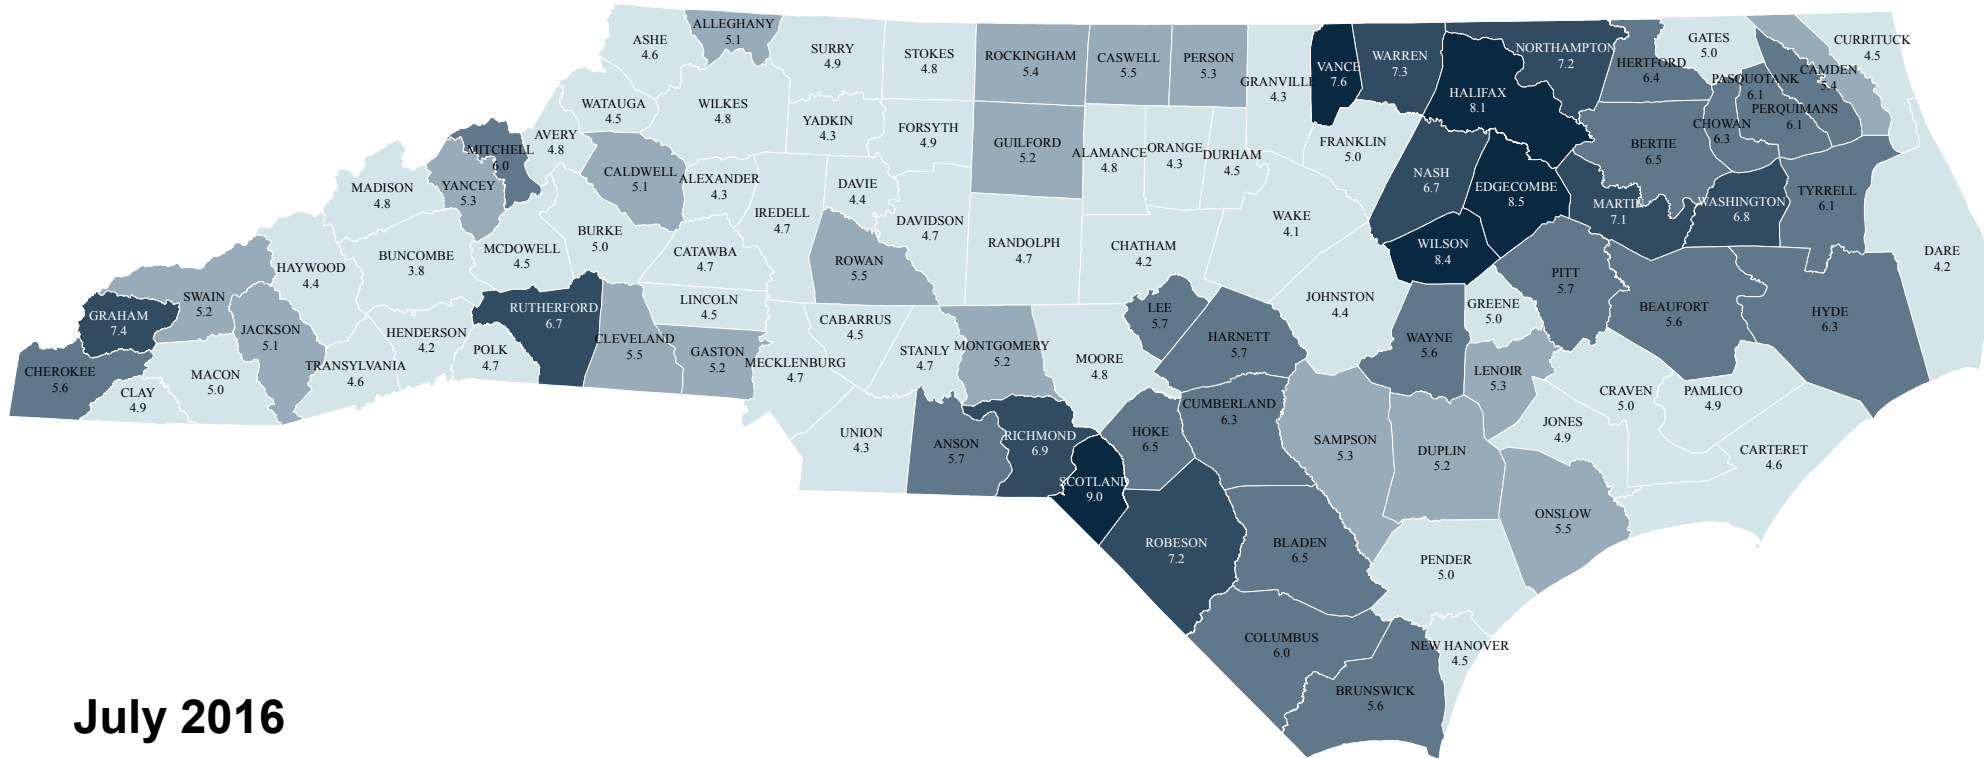 ALLEGHANY
5.1
ASHE
4.6
SURRY
4.9
STOKES
4.8
ROCKINGHAM
5.4
CASWELL
5.5
PERSON
5.3
GRANVILLE
4.3
VANCE
7.6
WARREN
7.3
HALIFAX
8.1
NORTHAMPTON
7.2
HERTFORD
6.4
GATES
5.0
PASQUOTANK
6.1
CAMDEN
5.4
CURRITUCK
4.5
PERQUIMANS
6.1
CHOWAN
6.3
WATAUGA
4.5
WILKES
4.8
YADKIN
4.3
FORSYTH
4.9
GUILFORD
5.2
ALAMANCE
4.8
ORANGE
4.3
DURHAM
4.5
FRANKLIN
5.0
BERTIE
6.5
MITCHELL
6.0
AVERY
4.8
CALDWELL
5.1
ALEXANDER
4.3
DAVIE
4.4
NASH
6.7
EDGECOMBE
8.5
MARTIN
7.1
WASHINGTON
6.8
TYRRELL
6.1
MADISON
4.8
YANCEY
5.3
IREDELL
4.7
DAVIDSON
4.7
WAKE
4.1
BURKE
5.0
MCDOWELL
4.5
CATAWBA
4.7
RANDOLPH
4.7
CHATHAM
4.2
WILSON
8.4
DARE
4.2
HAYWOOD
4.4
BUNCOMBE
3.8
ROWAN
5.5
PITT
5.7
SWAIN
5.2
GRAHAM
7.4
RUTHERFORD
6.7
LINCOLN
4.5
CABARRUS
4.5
LEE
5.7
JOHNSTON
4.4
GREENE
5.0
BEAUFORT
5.6
HYDE
6.3
JACKSON
5.1
HENDERSON
4.2
CLEVELAND
5.5
GASTON
5.2
MECKLENBURG
4.7
STANLY
4.7
MONTGOMERY
5.2
MOORE
4.8
HARNETT
5.7
WAYNE
5.6
CHEROKEE
5.6
CLAY
4.9
MACON
5.0
TRANSYLVANIA
4.6
POLK
4.7
LENOIR
5.3
CRAVEN
5.0
PAMLICO
4.9
UNION
4.3
ANSON
5.7
RICHMOND
6.9
HOKE
6.5
CUMBERLAND
6.3
SAMPSON
5.3
DUPLIN
5.2
JONES
4.9
CARTERET
4.6
SCOTLAND
9.0
ONSLOW
5.5
ROBESON
7.2
BLADEN
6.5
PENDER
5.0
COLUMBUS
6.0
NEW HANOVER
4.5
BRUNSWICK
5.6
July 2016